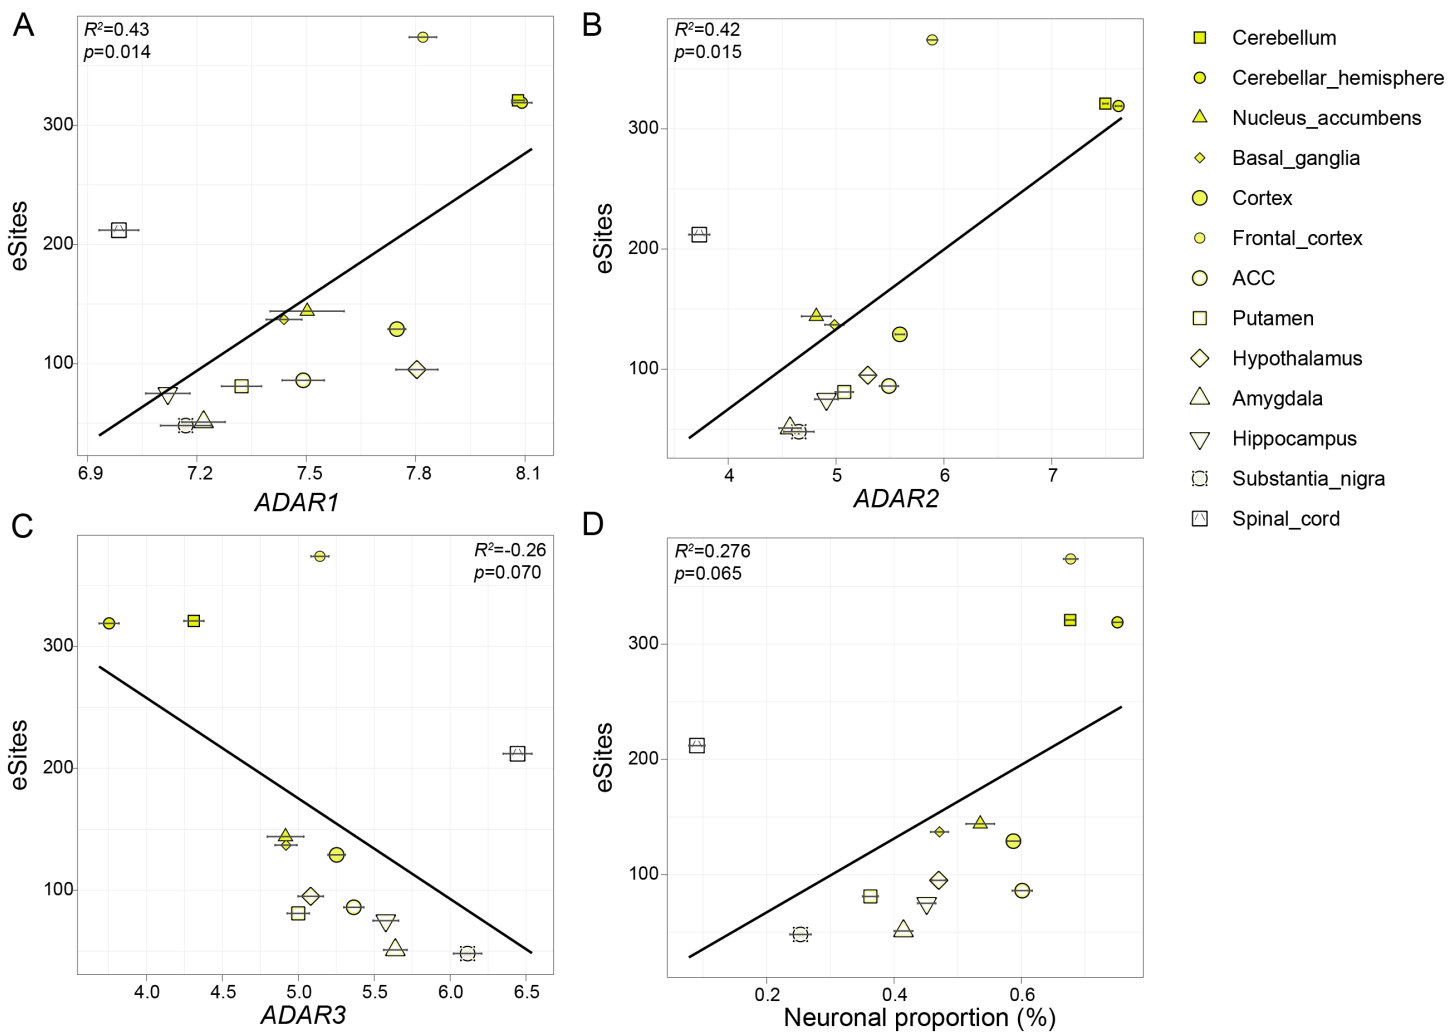 A
R²=0.43
p=0.014
300
200
100
eSites
6.9 7.2 7.5 7.8 8.1
ADAR1
B
R²=0.42
p=0.015
300
200
100
eSites
4 5 6 7
ADAR2
Cerebellum
Cerebellar_hemisphere
Nucleus_accumbens
Basal_ganglia
Cortex
Frontal_cortex
ACC
Putamen
Hypothalamus
Amygdala
Hippocampus
Substantia_nigra
Spinal_cord
C
R²=-0.26
p=0.070
300
200
100
eSites
4.0 4.5 5.0 5.5 6.0 6.5
ADAR3
D
R²=0.276
p=0.065
300
200
100
eSites
0.2 0.4 0.6
Neuronal proportion (%)